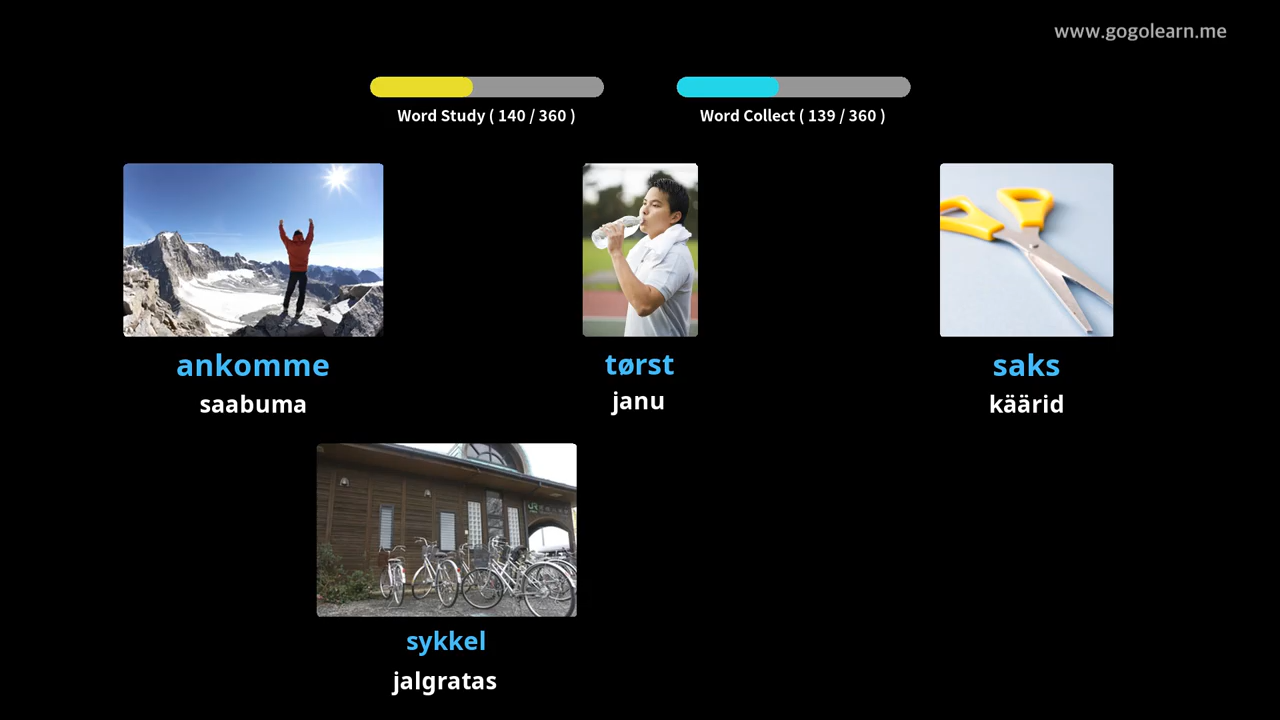 www.gogolearn.me
Word Study ( 140 / 360 )
Word Collect ( 139 / 360 )
ankomme
saabuma
tørst
janu
saks
käärid
sykkel
jalgratas